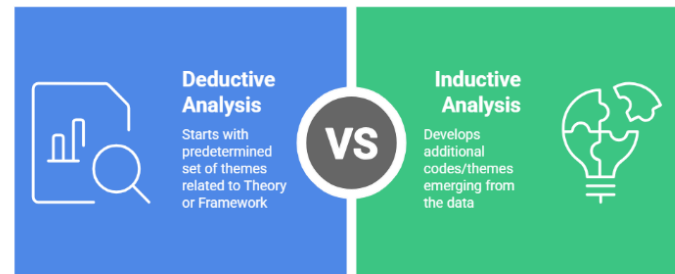 Deductive
Analysis
Starts with
predetermined
set of themes
related to Theory
or Framework
VS
Inductive
Analysis
Develops
additional
codes/themes
emerging from
the data